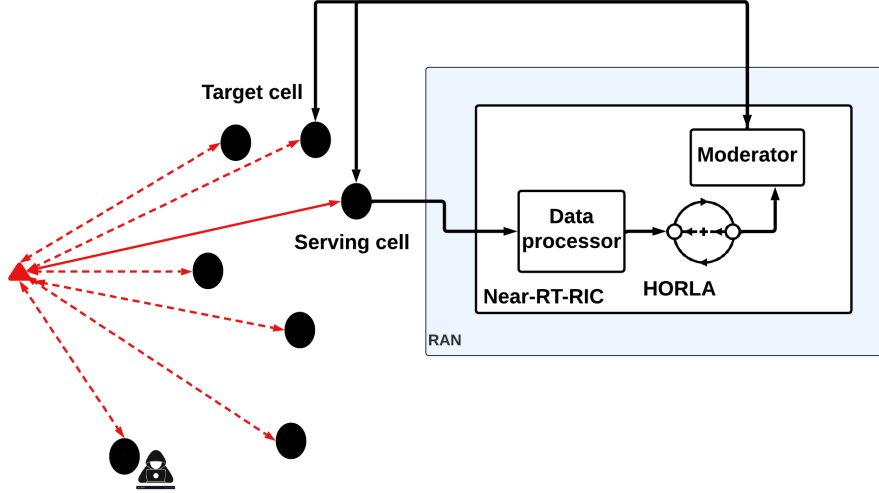 Target cell
Moderator
Data
processor
Serving cell
Near-RT-RIC
HORLA
RAN